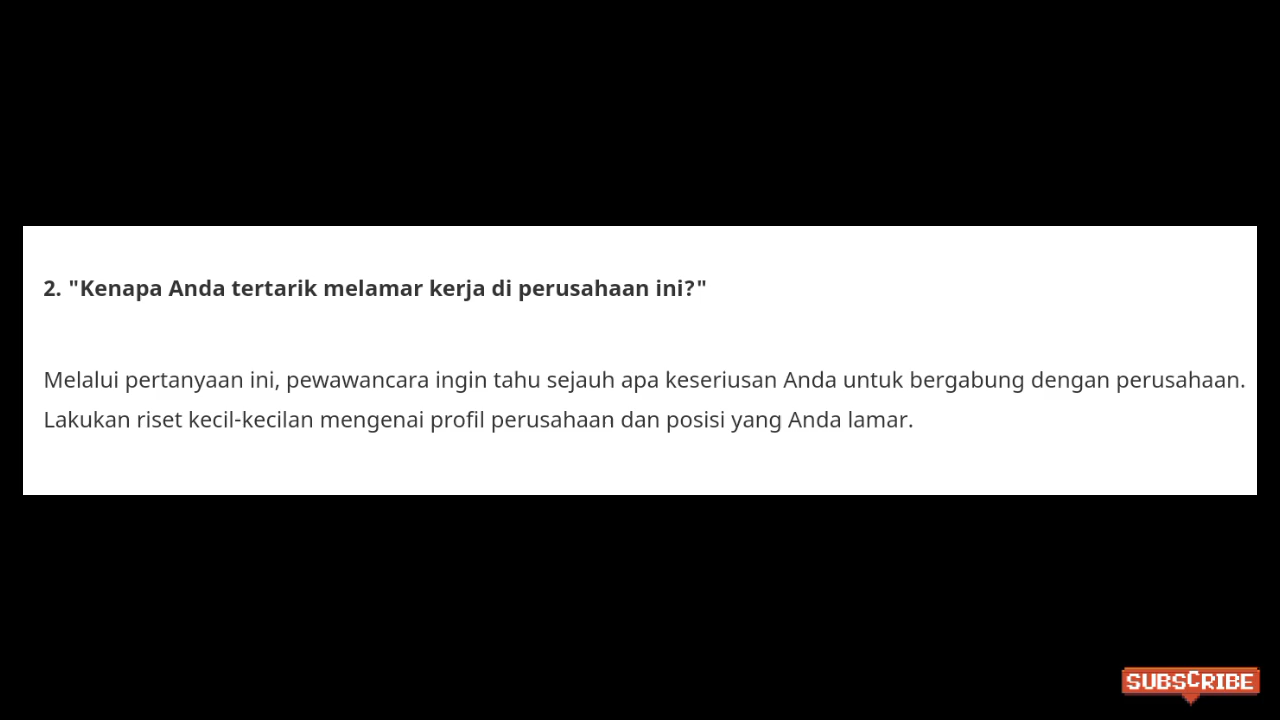 2. "Kenapa Anda tertarik melamar kerja di perusahaan ini?"
Melalui pertanyaan ini, pewawancara ingin tahu sejauh apa keseriusan Anda untuk bergabung dengan perusahaan.
Lakukan riset kecil-kecilan mengenai profil perusahaan dan posisi yang Anda lamar.
SUBSCRIBE